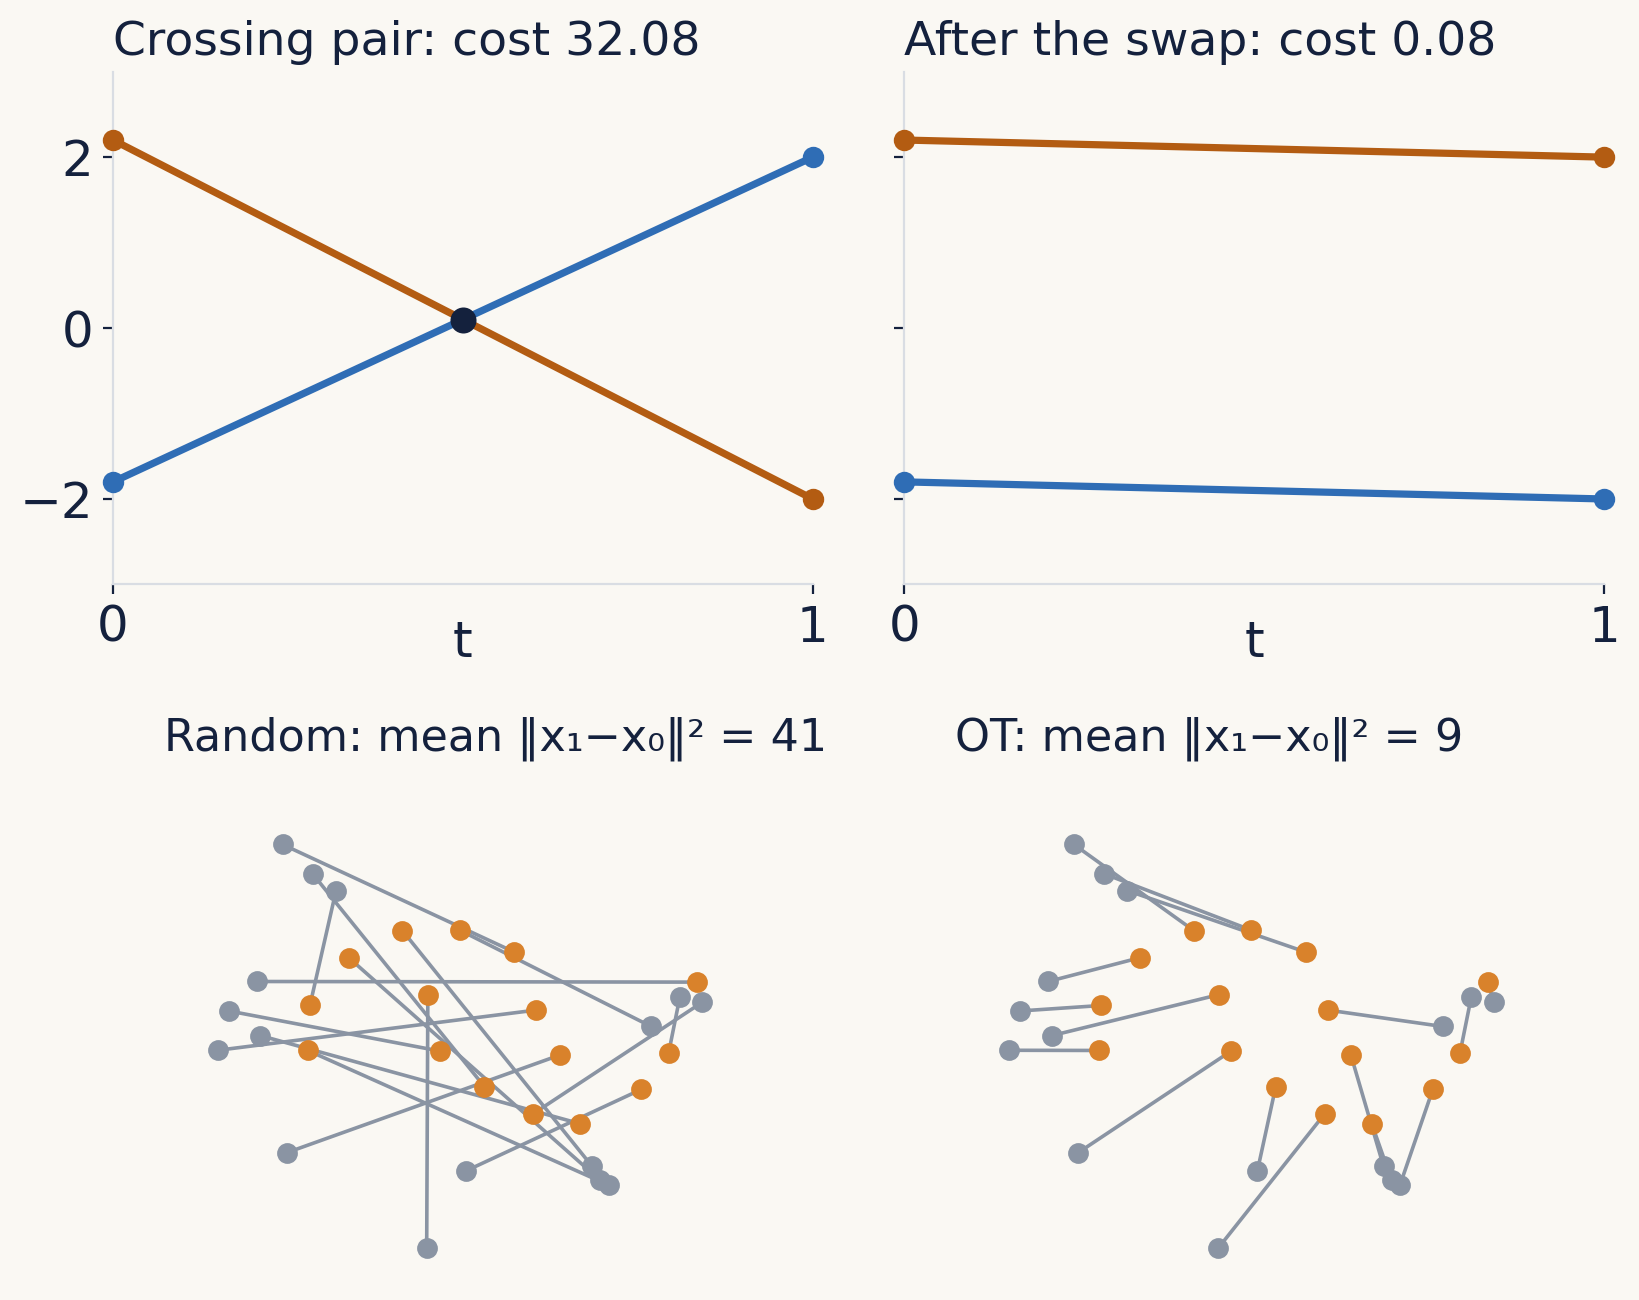 Crossing pair: cost 32.08
After the swap: cost 0.08
2
0
−2
0
1
t
0
1
t
Random: mean ‖x₁−x₀‖² = 41
OT: mean ‖x₁−x₀‖² = 9